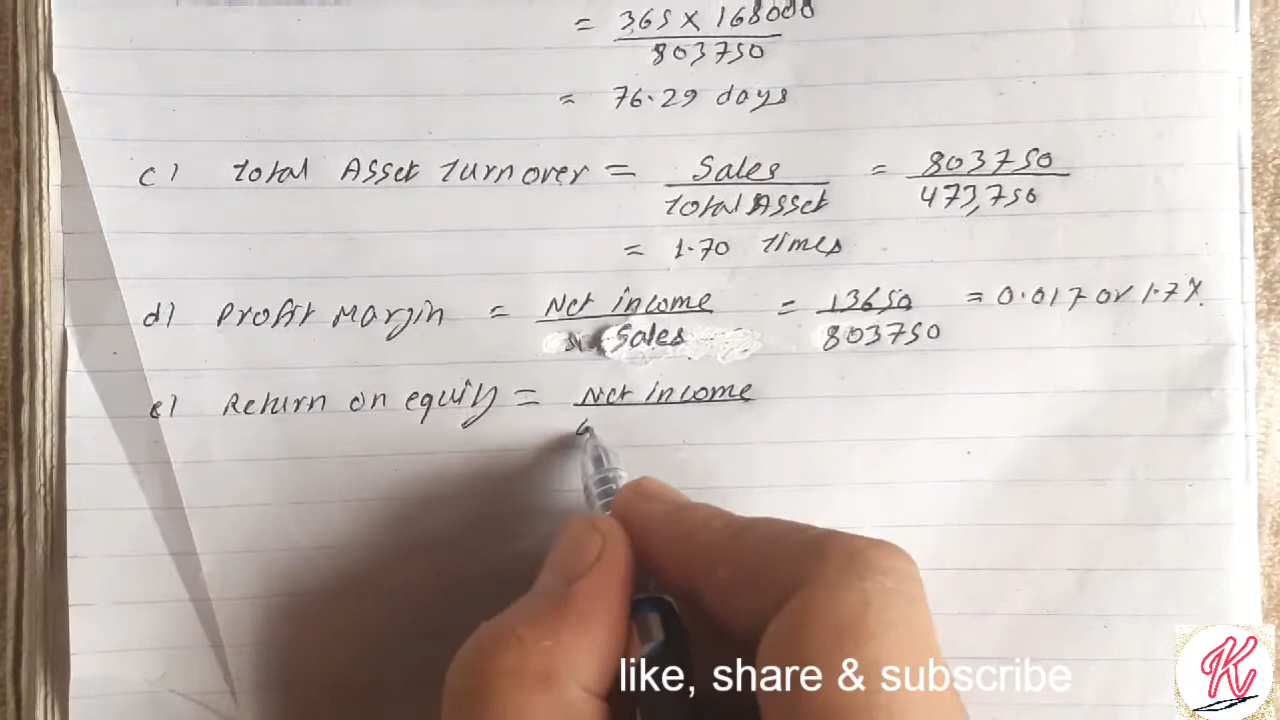 = 365 × 168000
803750
= 76.29 days
c) Total Asset Turnover = Sales = 803750
Total Asset 473,750
= 1.70 times
d) Profit Margin = Net income = 13650 = 0.017 or 1.7%.
Sales 803750
e) Return on equity = Net income
like, share & subscribe
K